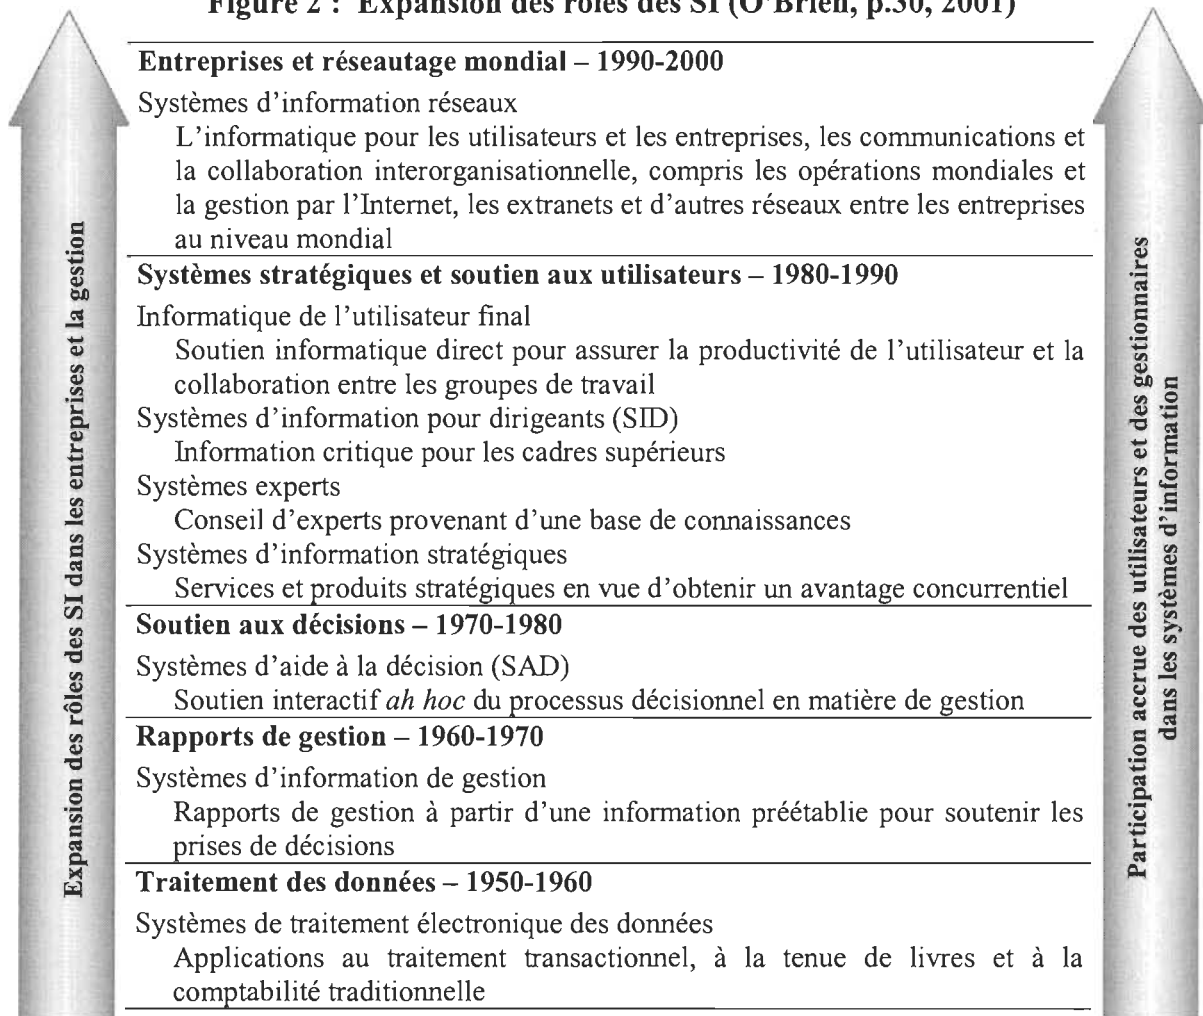 Figure 2 : Expansion des rôles des SI (O'Brien, p.30, 2001)
Entreprises et réseautage mondial – 1990-2000
Systèmes d'information réseaux
L'informatique pour les utilisateurs et les entreprises, les communications et
la collaboration interorganisationnelle, compris les opérations mondiales et
la gestion par l'Internet, les extranets et d'autres réseaux entre les entreprises
au niveau mondial
Systèmes stratégiques et soutien aux utilisateurs – 1980-1990
Informatique de l'utilisateur final
Soutien informatique direct pour assurer la productivité de l'utilisateur et la
collaboration entre les groupes de travail
Systèmes d'information pour dirigeants (SID)
Information critique pour les cadres supérieurs
Systèmes experts
Conseil d'experts provenant d'une base de connaissances
Systèmes d'information stratégiques
Services et produits stratégiques en vue d'obtenir un avantage concurrentiel
Soutien aux décisions – 1970-1980
Systèmes d'aide à la décision (SAD)
Soutien interactif ah hoc du processus décisionnel en matière de gestion
Rapports de gestion – 1960-1970
Systèmes d'information de gestion
Rapports de gestion à partir d'une information préétablie pour soutenir les
prises de décisions
Traitement des données – 1950-1960
Systèmes de traitement électronique des données
Applications au traitement transactionnel, à la tenue de livres et à la
comptabilité traditionnelle
Expansion des rôles des SI dans les entreprises et la gestion
Participation accrue des utilisateurs et des gestionnaires
dans les systèmes d'information